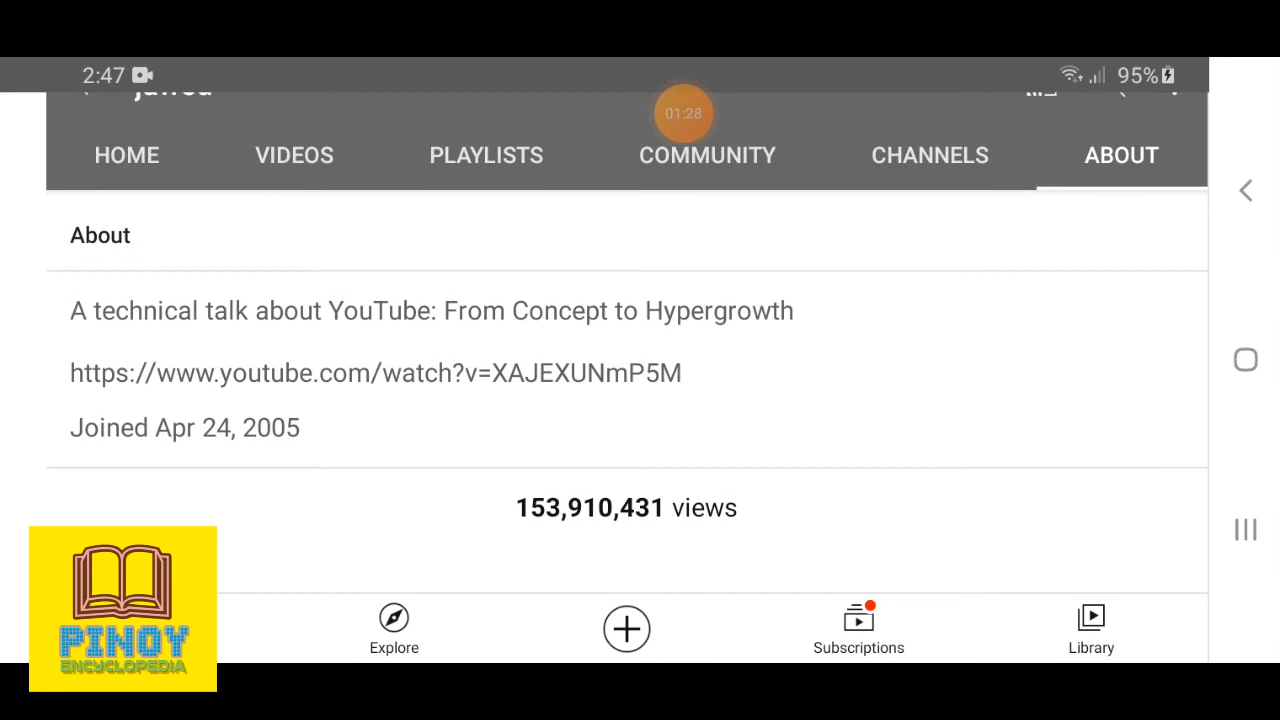 2:47
95%
01:28
HOME
VIDEOS
PLAYLISTS
COMMUNITY
CHANNELS
ABOUT
About
A technical talk about YouTube: From Concept to Hypergrowth
https://www.youtube.com/watch?v=XAJEXUNmP5M
Joined Apr 24, 2005
153,910,431 views
Explore
Subscriptions
Library
PINOY
ENCYCLOPEDIA